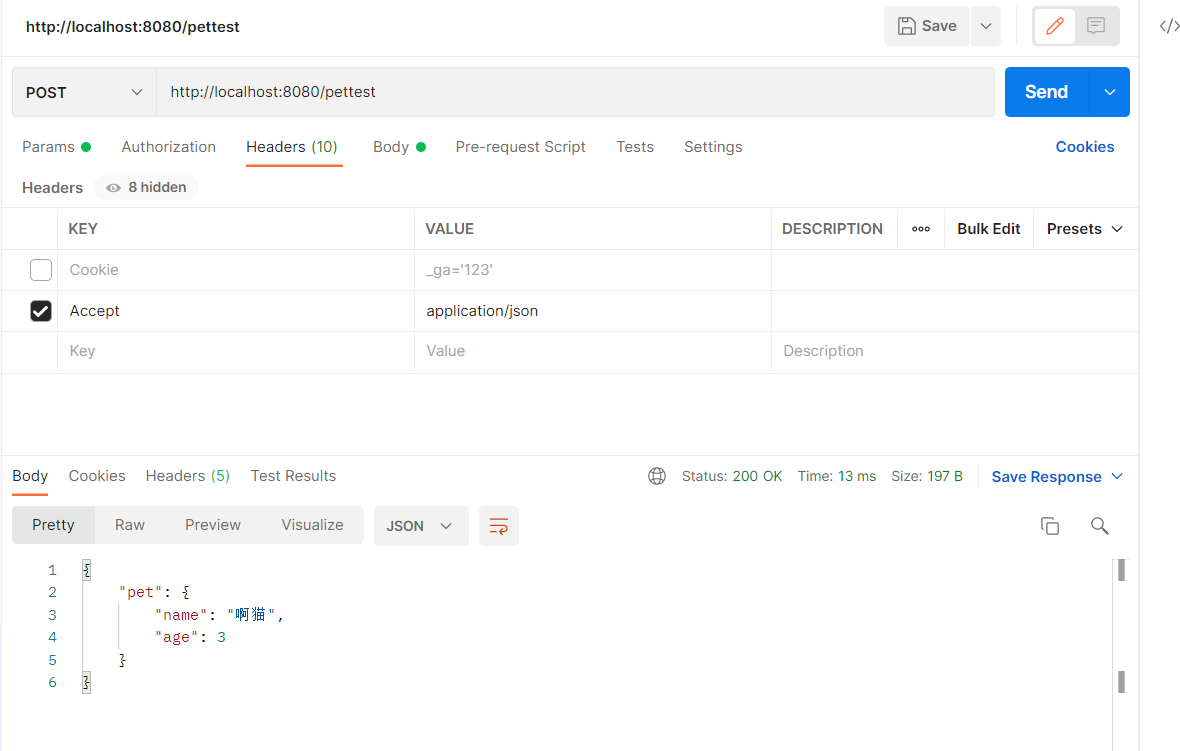 http://localhost:8080/pettest
Save
</>
POST http://localhost:8080/pettest Send
Params Authorization Headers (10) Body Pre-request Script Tests Settings Cookies
Headers 8 hidden
KEY VALUE DESCRIPTION ooo Bulk Edit Presets
Cookie _ga='123'
Accept application/json
Key Value Description
Body Cookies Headers (5) Test Results Status: 200 OK Time: 13 ms Size: 197 B Save Response
Pretty Raw Preview Visualize JSON
1 {
2 "pet": {
3 "name": "啊猫",
4 "age": 3
5 }
6 }